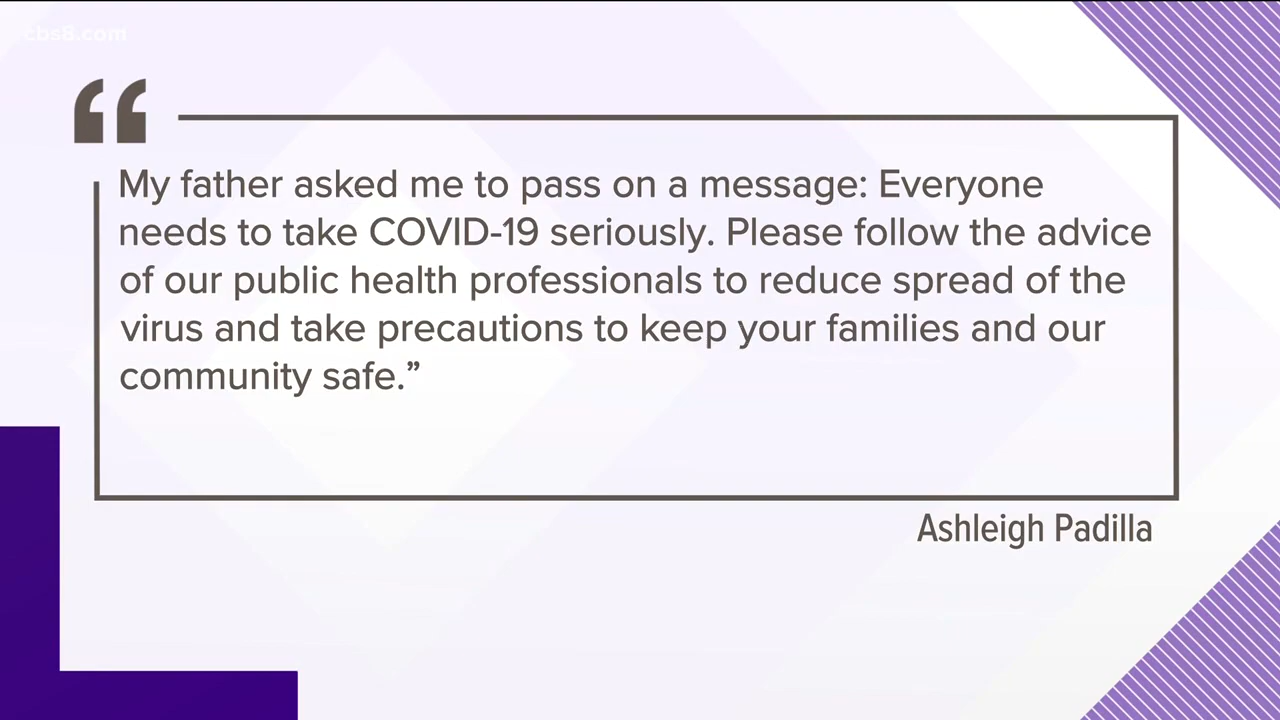 cbs8.com
“
My father asked me to pass on a message: Everyone
needs to take COVID-19 seriously. Please follow the advice
of our public health professionals to reduce spread of the
virus and take precautions to keep your families and our
community safe.”
Ashleigh Padilla